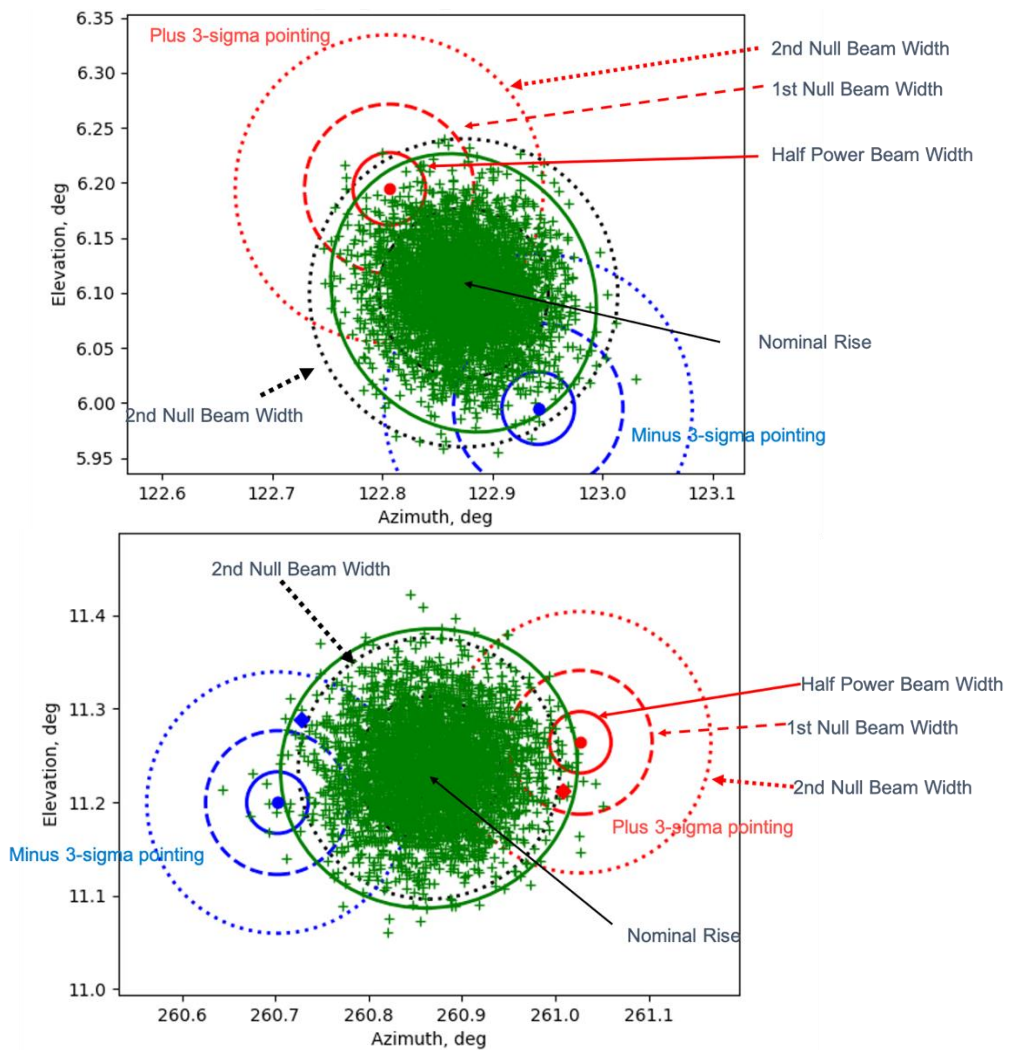 6.35
Plus 3-sigma pointing
2nd Null Beam Width
6.30
1st Null Beam Width
6.25
Half Power Beam Width
6.20
6.15
Elevation, deg
6.10
Nominal Rise
6.05
6.00
2nd Null Beam Width
Minus 3-sigma pointing
5.95
122.6 122.7 122.8 122.9 123.0 123.1
Azimuth, deg
2nd Null Beam Width
11.4
Half Power Beam Width
11.3
1st Null Beam Width
Elevation, deg
2nd Null Beam Width
11.2
Plus 3-sigma pointing
Minus 3-sigma pointing
11.1
Nominal Rise
11.0
260.6 260.7 260.8 260.9 261.0 261.1
Azimuth, deg